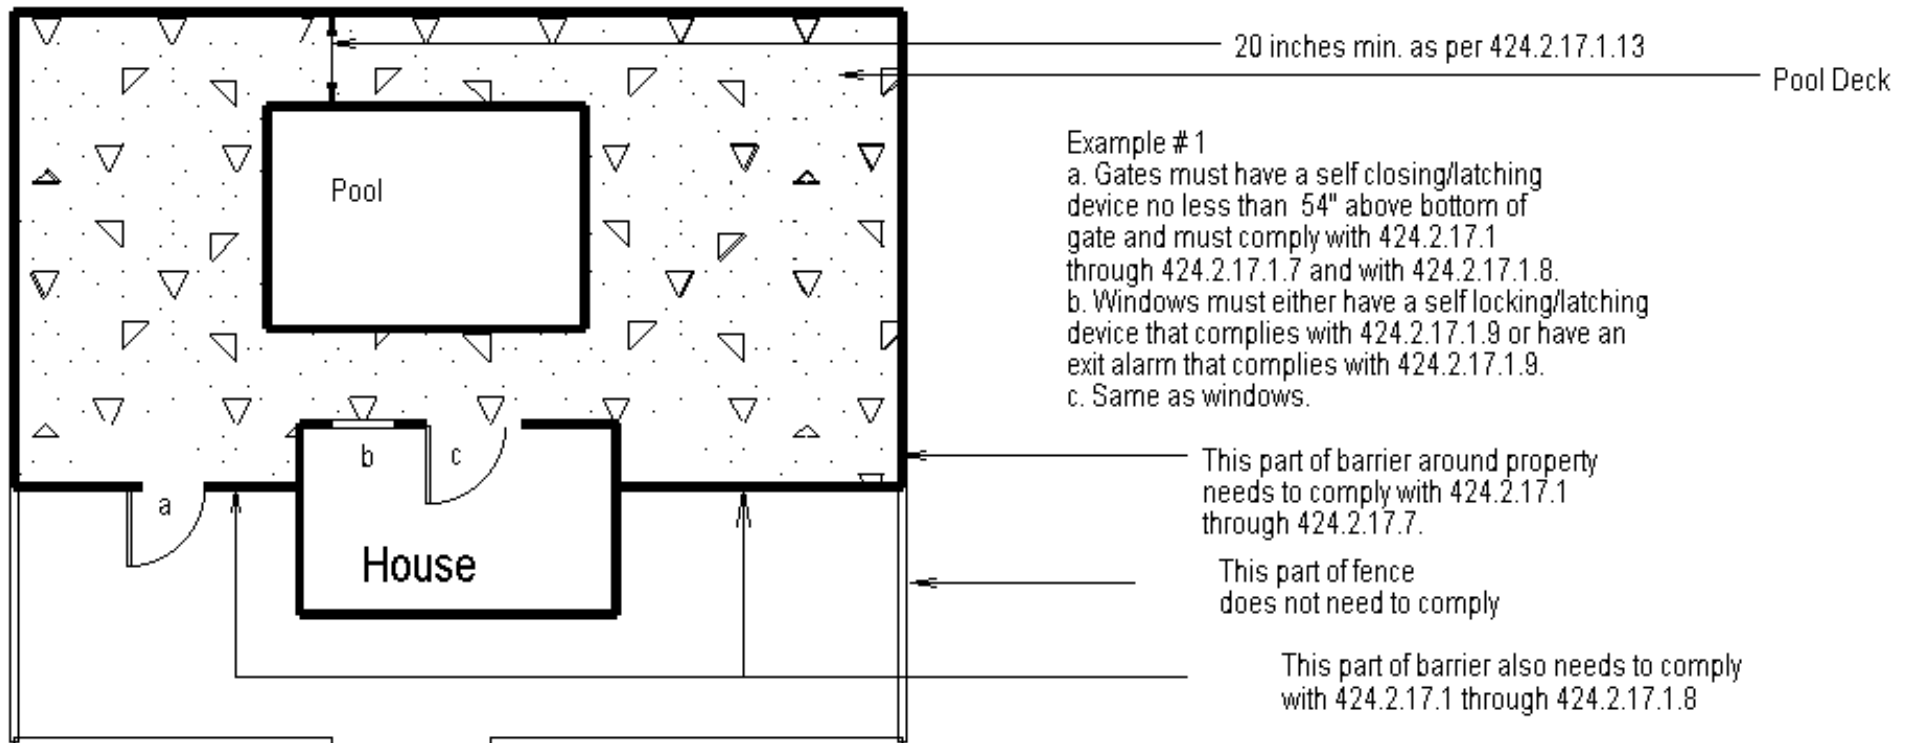 20 inches min. as per 424.2.17.1.13
Pool Deck
Example # 1
a. Gates must have a self closing/latching
device no less than 54" above bottom of
gate and must comply with 424.2.17.1
through 424.2.17.1.7 and with 424.2.17.1.8.
b. Windows must either have a self locking/latching
device that complies with 424.2.17.1.9 or have an
exit alarm that complies with 424.2.17.1.9.
c. Same as windows.
Pool
b
c
a
House
This part of barrier around property
needs to comply with 424.2.17.1
through 424.2.17.7.
This part of fence
does not need to comply
This part of barrier also needs to comply
with 424.2.17.1 through 424.2.17.1.8